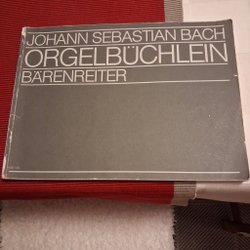 JOHANN SEBASTIAN BACH
ORGELBÜCHLEIN
BÄRENREITER